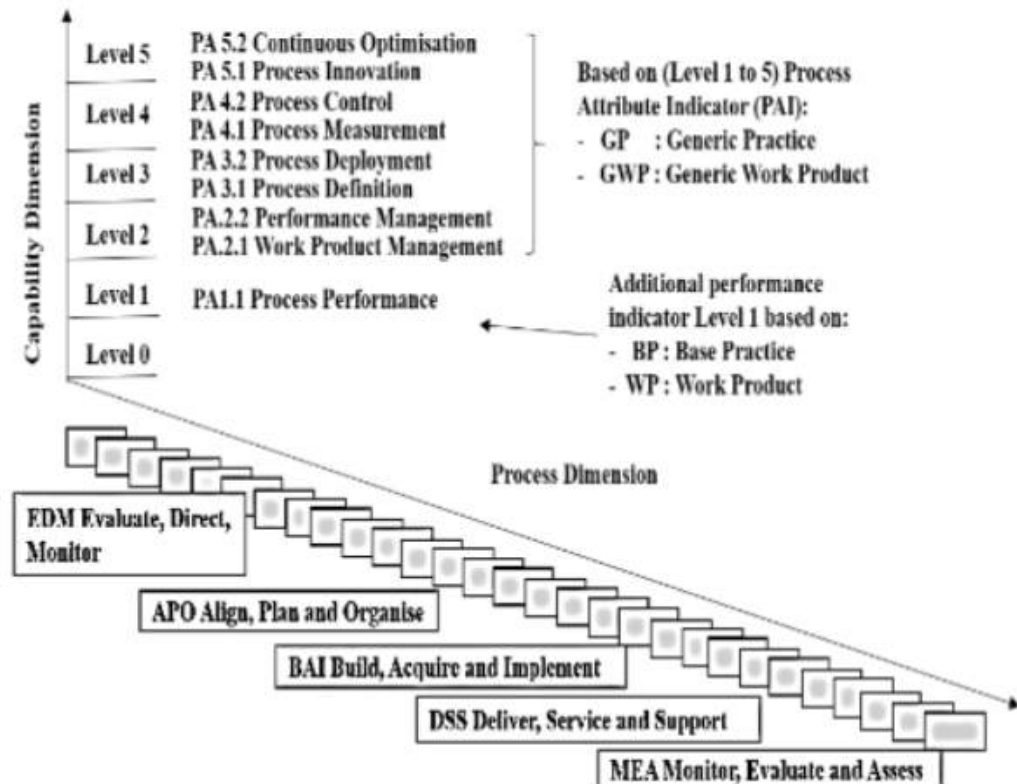 Capability Dimension
Level 5
PA 5.2 Continuous Optimisation
PA 5.1 Process Innovation
Level 4
PA 4.2 Process Control
PA 4.1 Process Measurement
Level 3
PA 3.2 Process Deployment
PA 3.1 Process Definition
Level 2
PA.2.2 Performance Management
PA.2.1 Work Product Management
Level 1
PA1.1 Process Performance
Level 0
Based on (Level 1 to 5) Process
Attribute Indicator (PAI):
- GP : Generic Practice
- GWP : Generic Work Product
Additional performance
indicator Level 1 based on:
- BP : Base Practice
- WP : Work Product
Process Dimension
EDM Evaluate, Direct,
Monitor
APO Align, Plan and Organise
BAI Build, Acquire and Implement
DSS Deliver, Service and Support
MEA Monitor, Evaluate and Assess